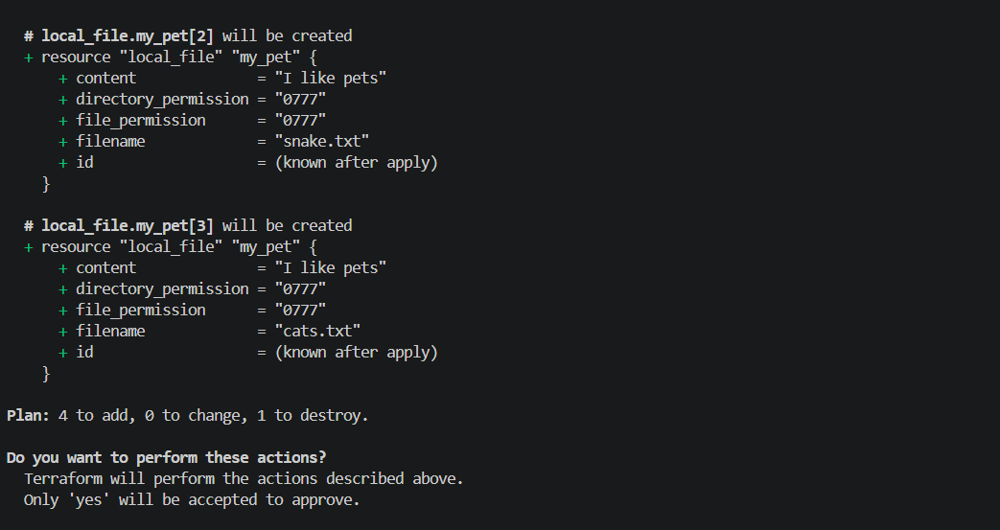 # local_file.my_pet[2] will be created
+ resource "local_file" "my_pet" {
+ content = "I like pets"
+ directory_permission = "0777"
+ file_permission = "0777"
+ filename = "snake.txt"
+ id = (known after apply)
}
# local_file.my_pet[3] will be created
+ resource "local_file" "my_pet" {
+ content = "I like pets"
+ directory_permission = "0777"
+ file_permission = "0777"
+ filename = "cats.txt"
+ id = (known after apply)
}
Plan: 4 to add, 0 to change, 1 to destroy.
Do you want to perform these actions?
Terraform will perform the actions described above.
Only 'yes' will be accepted to approve.